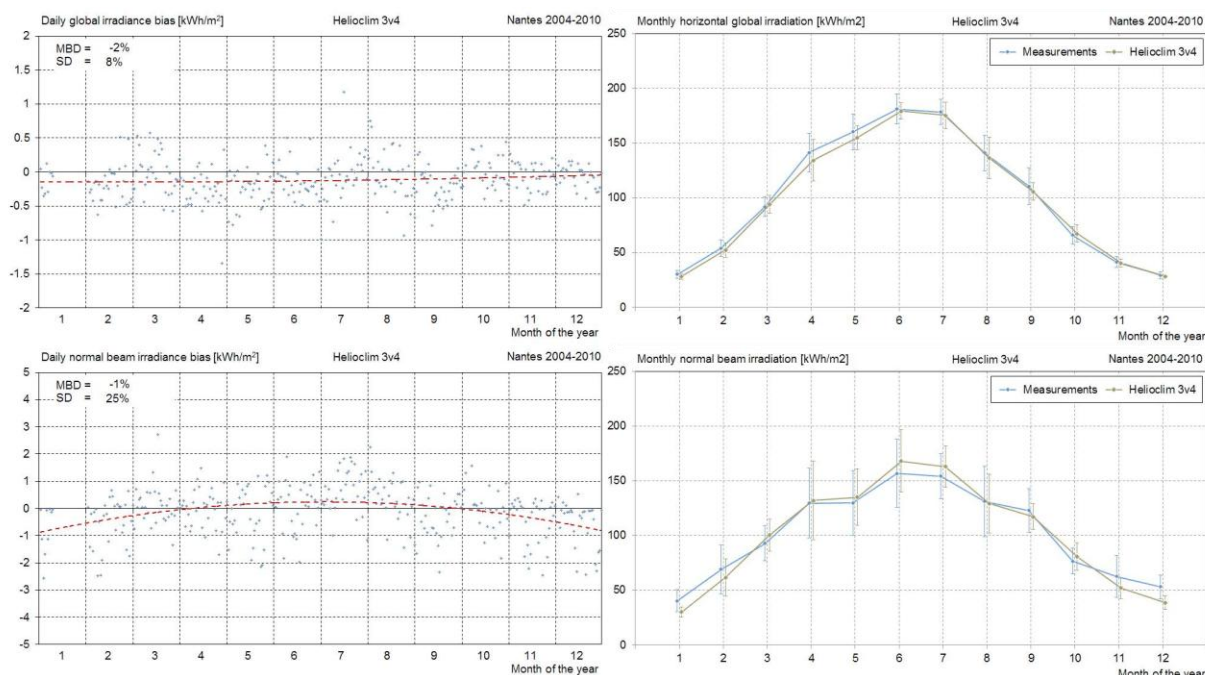 Daily global irradiance bias [kWh/m²] Helioclim 3v4 Nantes 2004-2010
2
MBD = -2%
SD = 8%
1.5
1
0.5
0
-0.5
-1
-1.5
-2
1 2 3 4 5 6 7 8 9 10 11 12
Month of the year
Monthly horizontal global irradiation [kWh/m2] Helioclim 3v4 Nantes 2004-2010
250
Measurements Helioclim 3v4
200
150
100
50
0
1 2 3 4 5 6 7 8 9 10 11 12
Month of the year
Daily normal beam irradiance bias [kWh/m²] Helioclim 3v4 Nantes 2004-2010
5
MBD = -1%
SD = 25%
4
3
2
1
0
-1
-2
-3
-4
-5
1 2 3 4 5 6 7 8 9 10 11 12
Month of the year
Monthly normal beam irradiation [kWh/m2] Helioclim 3v4 Nantes 2004-2010
250
Measurements Helioclim 3v4
200
150
100
50
0
1 2 3 4 5 6 7 8 9 10 11 12
Month of the year